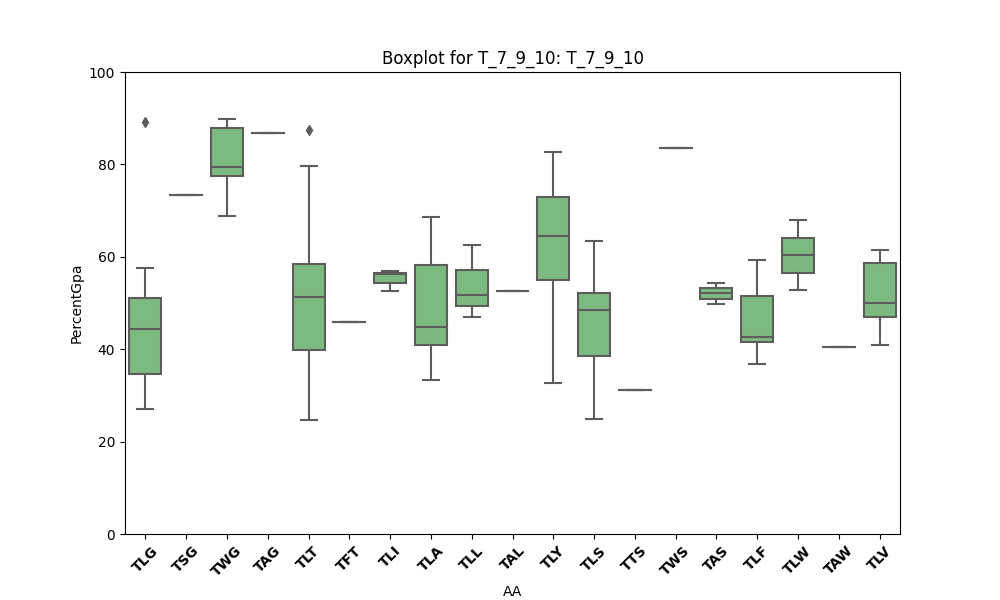 Boxplot for T_7_9_10: T_7_9_10
100
80
60
40
20
0
PercentGpa
TLG TSG TWG TAG TLT TFT TLI TLA TLL TAL TLY TLS TTS TWS TAS TLF TLW TAW TLV
AA